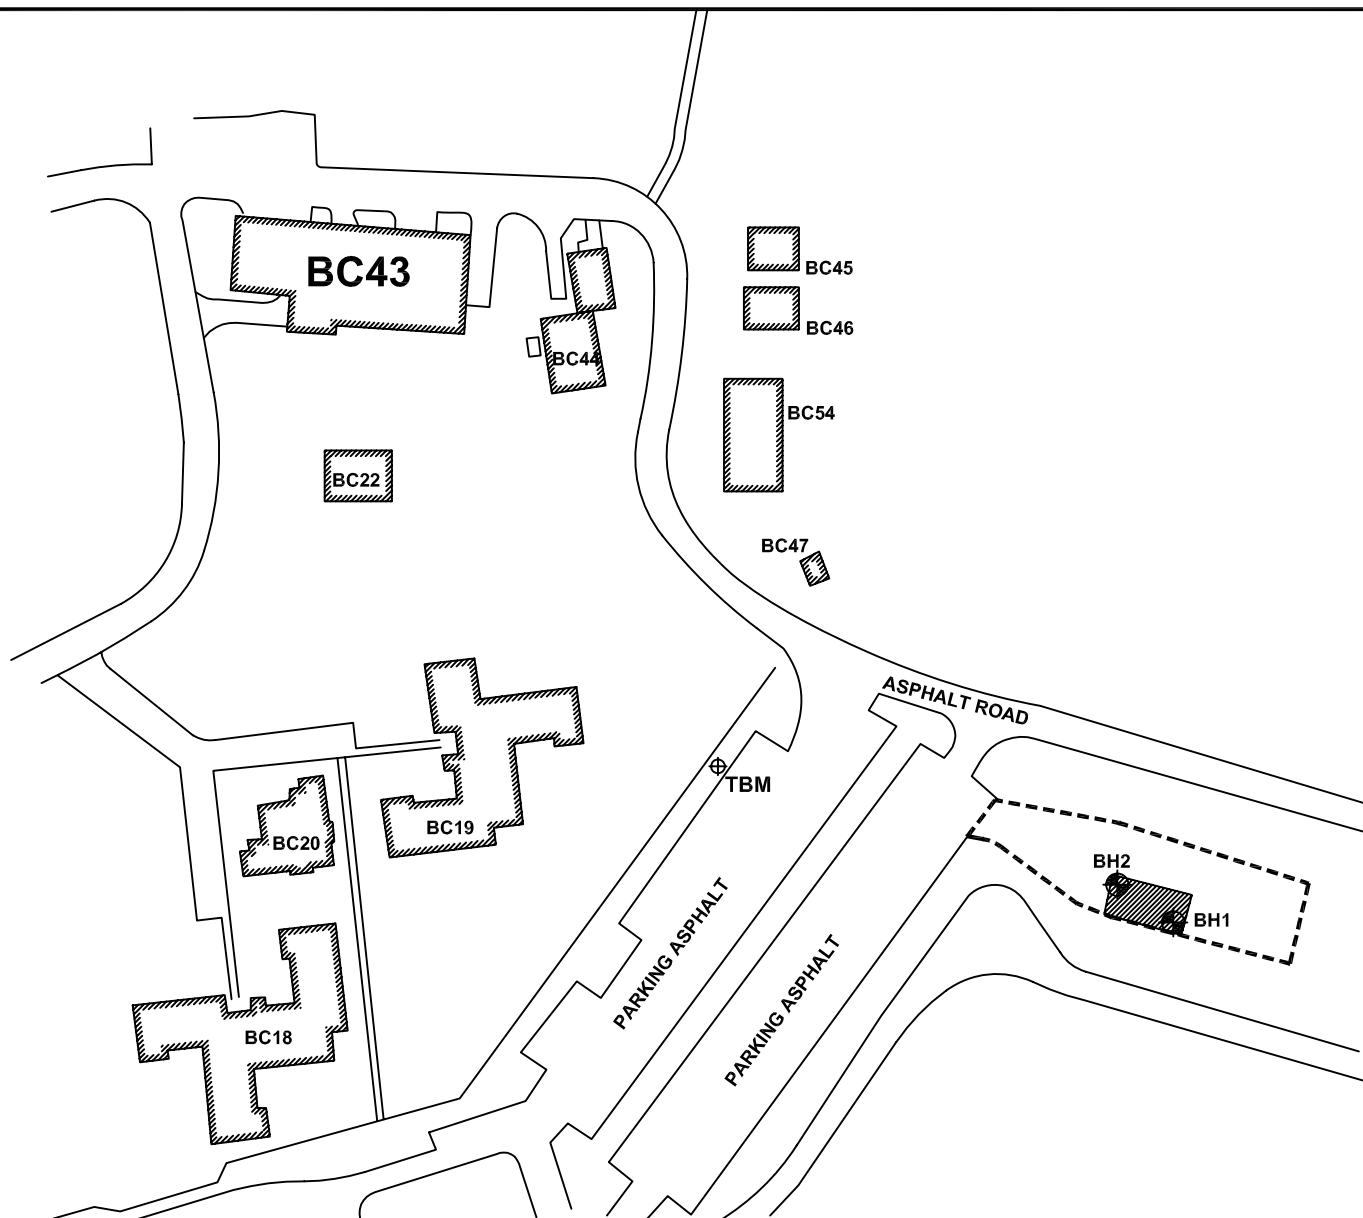 BC43
BC45
BC46
BC44
BC54
BC22
BC47
ASPHALT ROAD
TBM
BC19
BC20
BH2
BH1
PARKING ASPHALT
PARKING ASPHALT
BC18